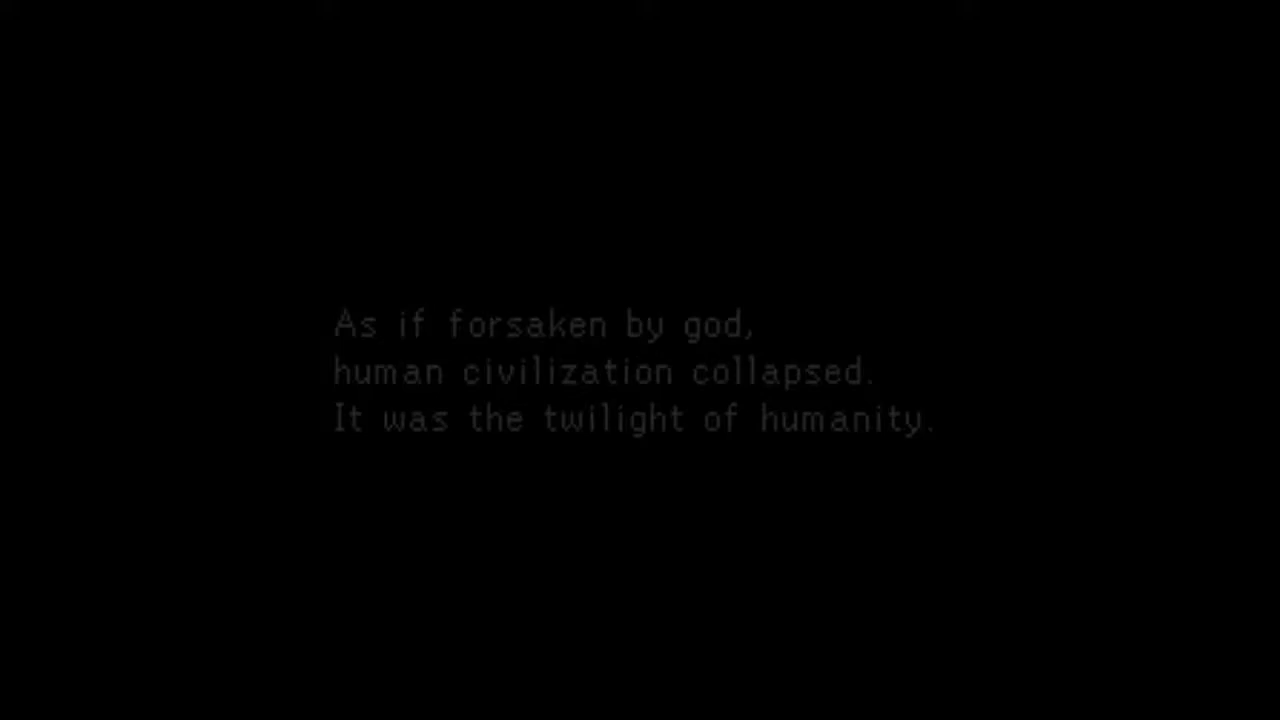 As if forsaken by god,
human civilization collapsed.
It was the twilight of humanity.